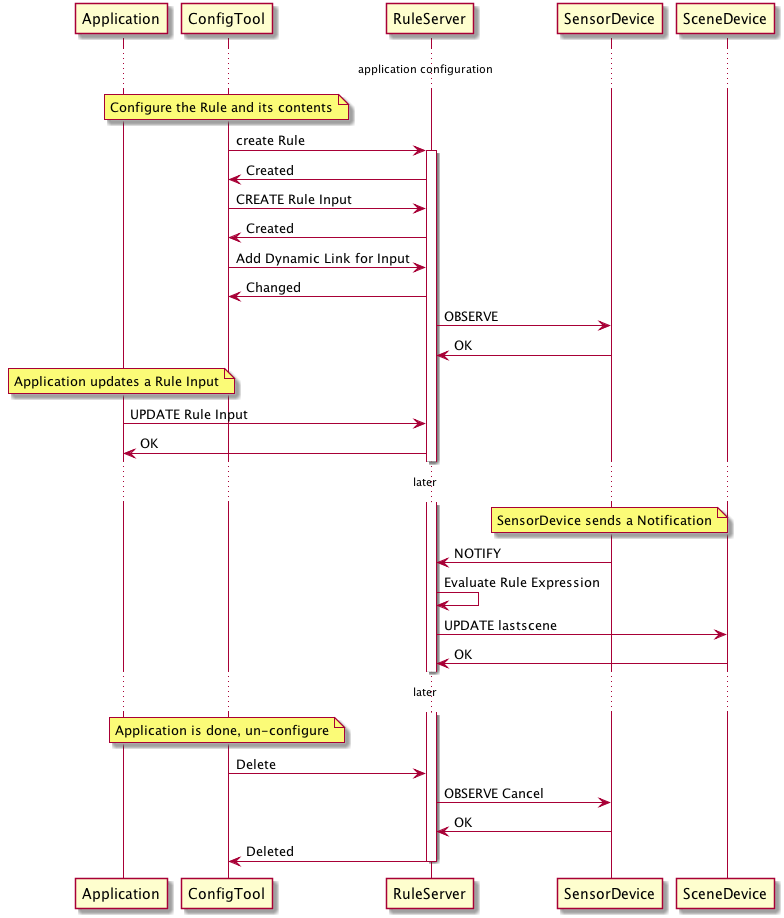 Application
ConfigTool
RuleServer
SensorDevice
SceneDevice
application configuration
Configure the Rule and its contents
create Rule
Created
CREATE Rule Input
Created
Add Dynamic Link for Input
Changed
OBSERVE
OK
Application updates a Rule Input
UPDATE Rule Input
OK
later
SensorDevice sends a Notification
NOTIFY
Evaluate Rule Expression
UPDATE lastscene
OK
later
Application is done, un-configure
Delete
OBSERVE Cancel
OK
Deleted
Application
ConfigTool
RuleServer
SensorDevice
SceneDevice